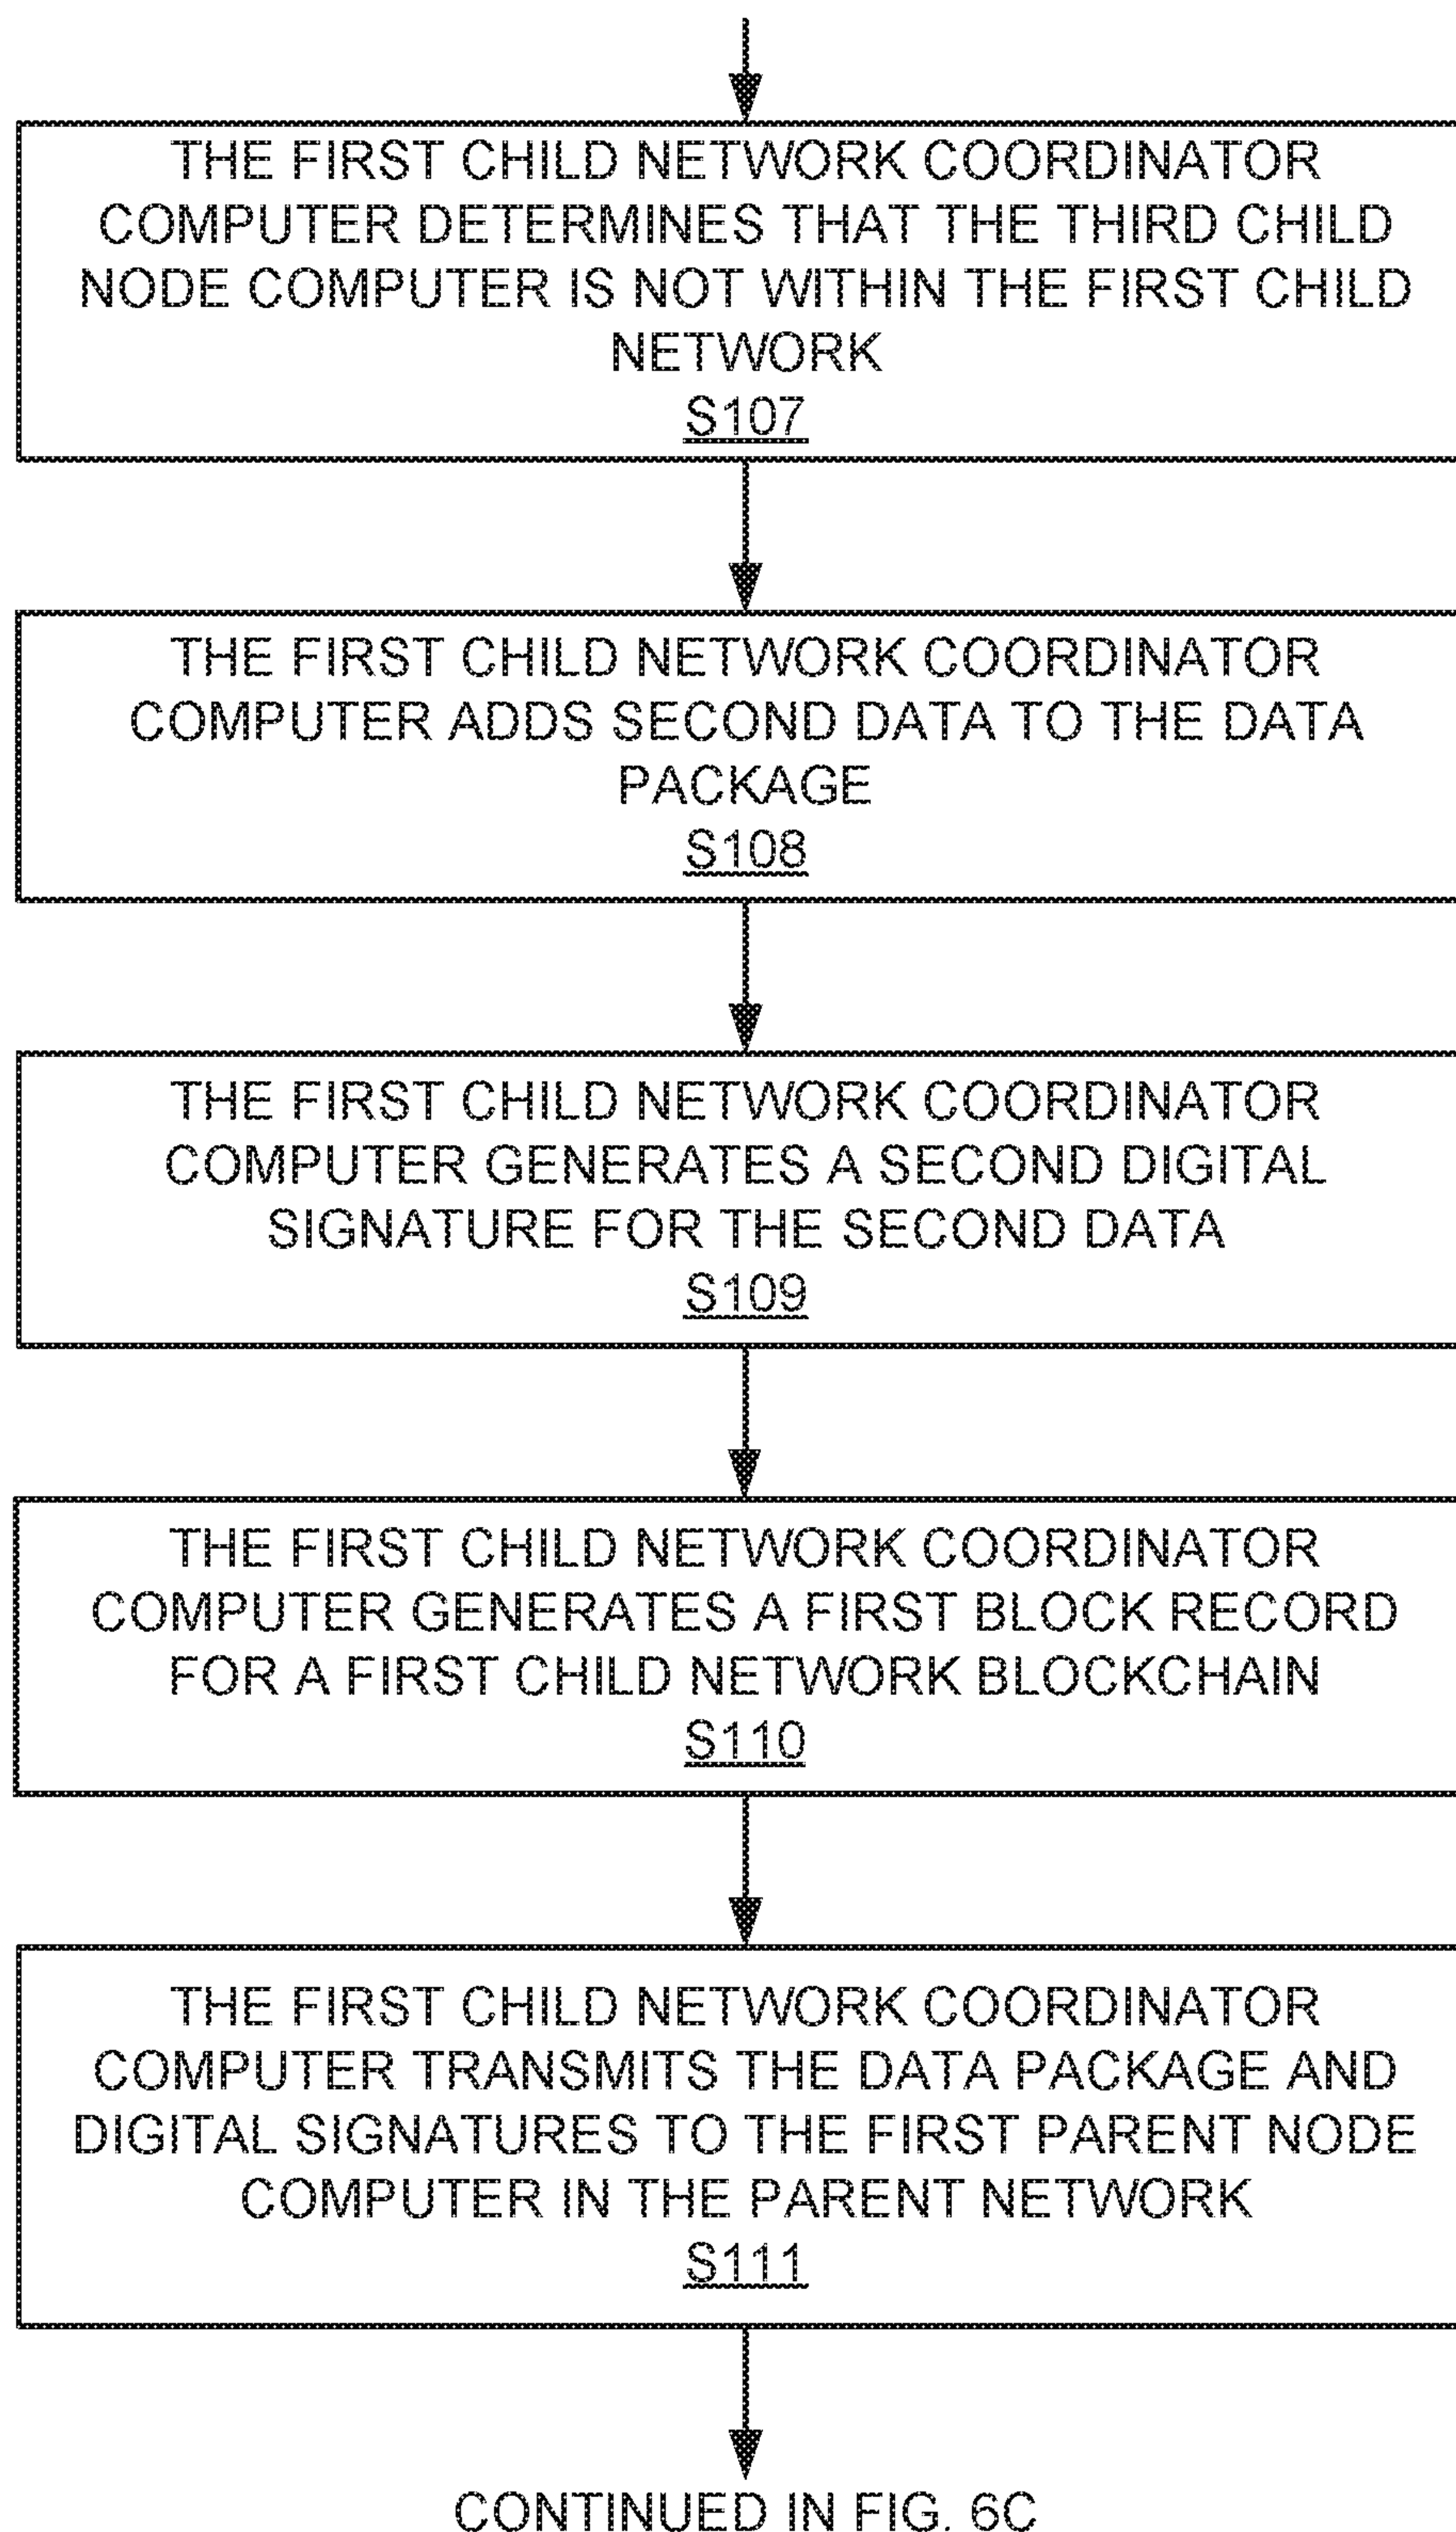 THE FIRST CHILD NETWORK COORDINATOR
COMPUTER DETERMINES THAT THE THIRD CHILD
NODE COMPUTER IS NOT WITHIN THE FIRST CHILD
NETWORK
S107
THE FIRST CHILD NETWORK COORDINATOR
COMPUTER ADDS SECOND DATA TO THE DATA
PACKAGE
S108
THE FIRST CHILD NETWORK COORDINATOR
COMPUTER GENERATES A SECOND DIGITAL
SIGNATURE FOR THE SECOND DATA
S109
THE FIRST CHILD NETWORK COORDINATOR
COMPUTER GENERATES A FIRST BLOCK RECORD
FOR A FIRST CHILD NETWORK BLOCKCHAIN
S110
THE FIRST CHILD NETWORK COORDINATOR
COMPUTER TRANSMITS THE DATA PACKAGE AND
DIGITAL SIGNATURES TO THE FIRST PARENT NODE
COMPUTER IN THE PARENT NETWORK
S111
CONTINUED IN FIG. 6C